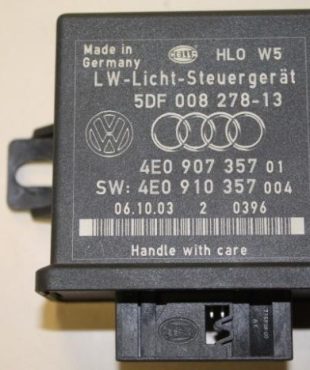 Made in
Germany
HELLA
HLO W5
LW-Licht-Steuergerät
5DF 008 278-13
4E0 907 357 01
SW: 4E0 910 357 004
06.10.03 2 0396
Handle with care